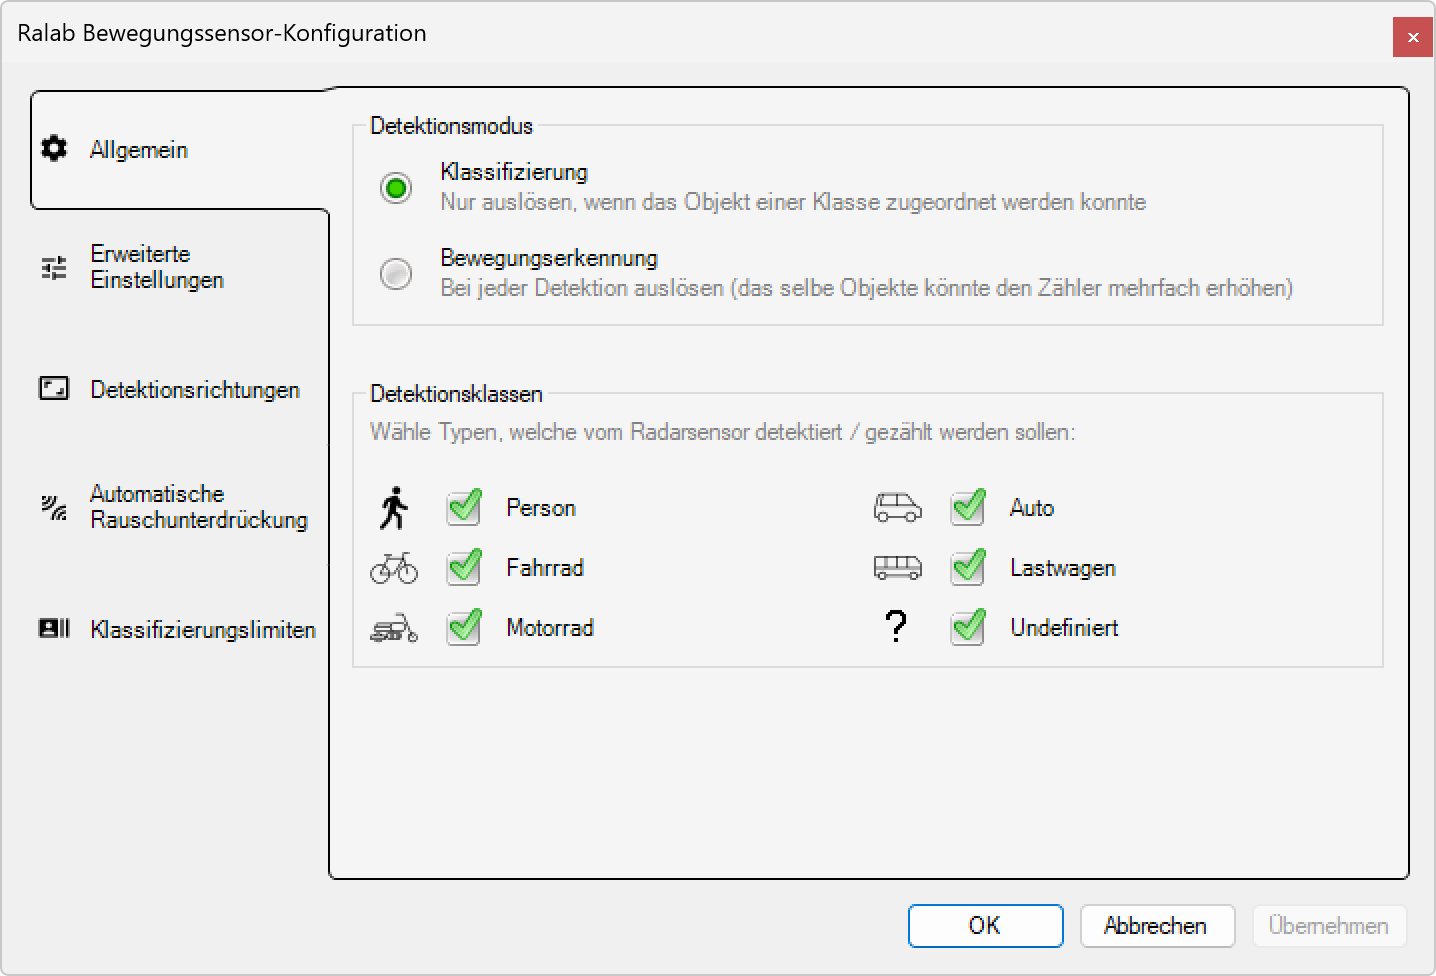 Ralab Bewegungssensor-Konfiguration
Allgemein
Erweiterte
Einstellungen
Detektionsrichtungen
Automatische
Rauschunterdrückung
Klassifizierungslimiten
Detektionsmodus
Klassifizierung
Nur auslösen, wenn das Objekt einer Klasse zugeordnet werden konnte
Bewegungserkennung
Bei jeder Detektion auslösen (das selbe Objekte könnte den Zähler mehrfach erhöhen)
Detektionsklassen
Wähle Typen, welche vom Radarsensor detektiert / gezählt werden sollen:
Person
Auto
Fahrrad
Lastwagen
Motorrad
?
Undefiniert
OK
Abbrechen
Übernehmen